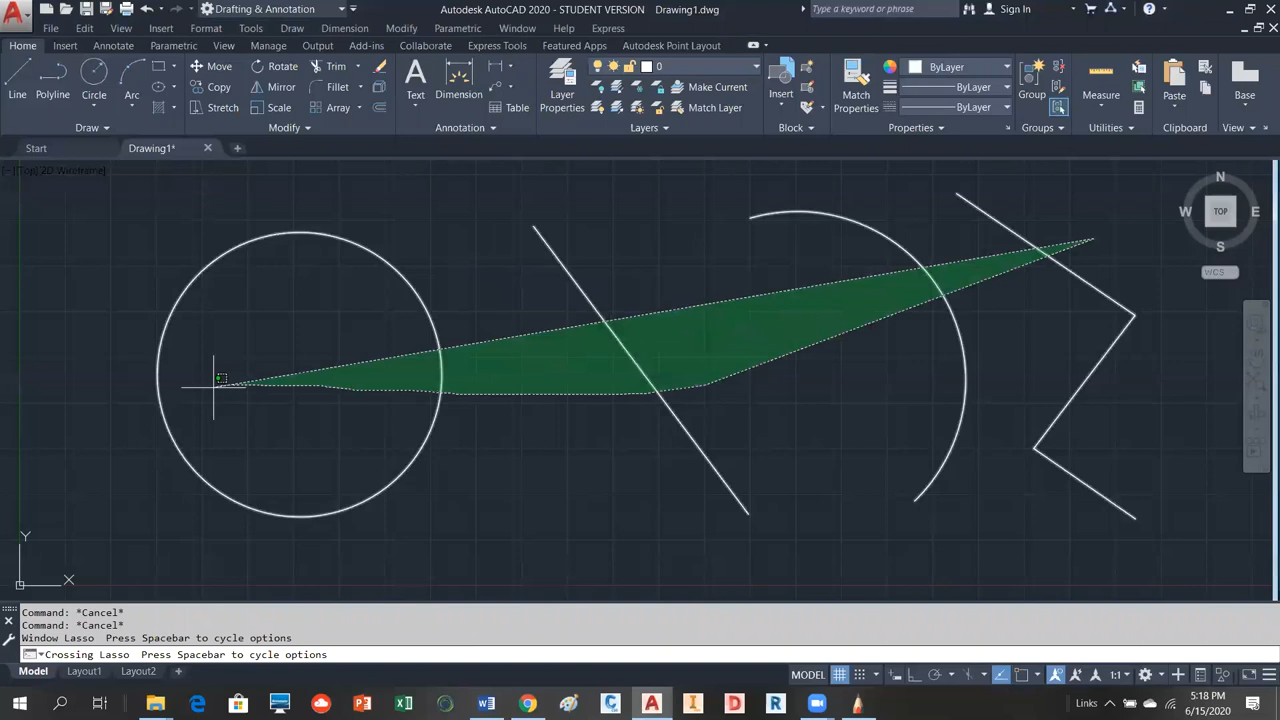 Drafting & Annotation
Autodesk AutoCAD 2020 - STUDENT VERSION Drawing1.dwg
Type a keyword or phrase
Sign In
File Edit View Insert Format Tools Draw Dimension Modify Parametric Window Help Express
Home Insert Annotate Parametric View Manage Output Add-ins Collaborate Express Tools Featured Apps Autodesk Point Layout
Line Polyline Circle Arc
Move Rotate Trim
Copy Mirror Fillet
Stretch Scale Array
Text Dimension Table
Layer Properties
0
Make Current
Match Layer
Insert
Match Properties
ByLayer
ByLayer
ByLayer
Group Measure Paste Base
Draw Modify Annotation Layers Block Properties Groups Utilities Clipboard View
Start Drawing1*
[-][Top][2D Wireframe]
N
W TOP E
S
WCS
Y
X
Command: *Cancel*
Command: *Cancel*
Window Lasso Press Spacebar to cycle options
Crossing Lasso Press Spacebar to cycle options
Model Layout1 Layout2
MODEL
1:1
Links
5:18 PM
6/15/2020